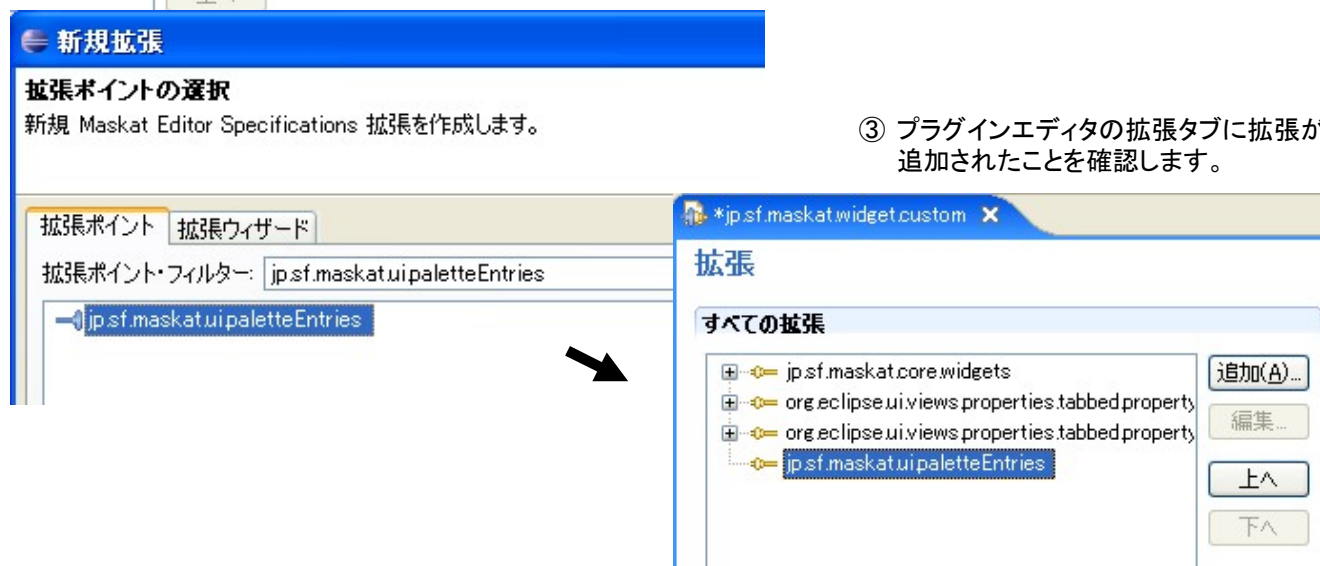 新規拡張
拡張ポイントの選択
新規 Maskat Editor Specifications 拡張を作成します。
拡張ポイント
拡張ウィザード
拡張ポイント・フィルター:
jp.sf.maskat.ui.paletteEntries
jp.sf.maskat.ui.paletteEntries
③ プラグインエディタの拡張タブに拡張が
追加されたことを確認します。
*jp.sf.maskat.widget.custom
拡張
すべての拡張
jp.sf.maskat.core.widgets
org.eclipse.ui.views.properties.tabbed.property
org.eclipse.ui.views.properties.tabbed.property
jp.sf.maskat.ui.paletteEntries
追加(A)...
編集...
上へ
下へ